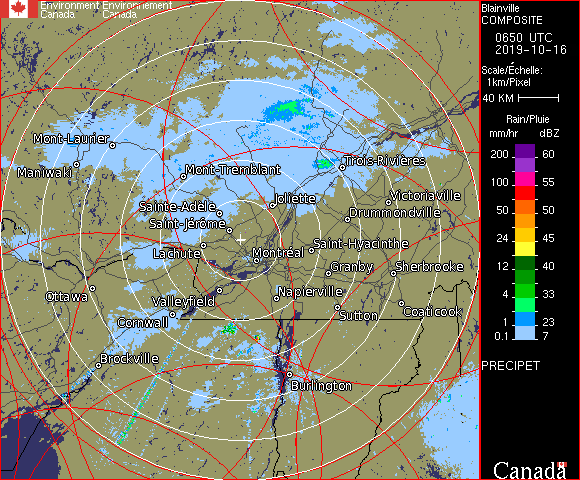 Environment Environnement
Canada Canada
Blainville
COMPOSITE
0650 UTC
2019-10-16
Scale/Échelle:
1km/Pixel
40 KM
Rain/Pluie
mm/hr dBZ
200 60
100 55
50 50
24 45
12 40
4 33
1 23
0.1 7
PRECIPET
Canada
Mont-Laurier
Maniwaki
Mont-Tremblant
Trois-Rivières
Joliette
Victoriaville
Sainte-Adèle
Drummondville
Saint-Jérôme
Lachute
Montréal
Saint-Hyacinthe
Granby
Sherbrooke
Ottawa
Valleyfield
Napierville
Cornwall
Sutton
Coaticook
Brockville
Burlington